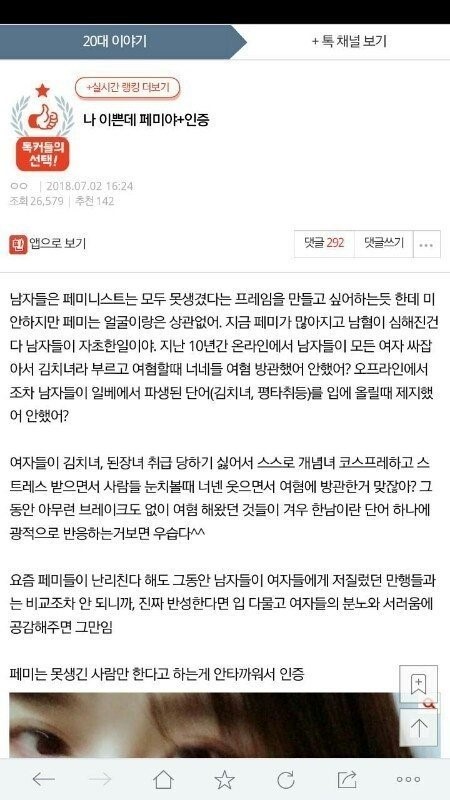 20대 이야기
+ 톡 채널 보기
+실시간 랭킹 더보기
나 이쁜데 페미야+인증
톡커들의
선택!
ㅇㅇ | 2018.07.02 16:24
조회 26,579 | 추천 142
앱으로 보기
댓글 292
댓글쓰기
...
남자들은 페미니스트는 모두 못생겼다는 프레임을 만들고 싶어하는듯 한데 미
안하지만 페미는 얼굴이랑은 상관없어. 지금 페미가 많아지고 남혐이 심해진건
다 남자들이 자초한일이야. 지난 10년간 온라인에서 남자들이 모든 여자 싸잡
아서 김치녀라 부르고 여혐할때 너네들 여혐 방관했어 안했어? 오프라인에서
조차 남자들이 일베에서 파생된 단어(김치녀, 평타취등)를 입에 올릴때 제지했
어 안했어?
여자들이 김치녀, 된장녀 취급 당하기 싫어서 스스로 개념녀 코스프레하고 스
트레스 받으면서 사람들 눈치볼때 너넨 웃으면서 여혐에 방관한거 맞잖아? 그
동안 아무런 브레이크도 없이 여혐 해왔던 것들이 겨우 한남이란 단어 하나에
광적으로 반응하는거보면 우습다^^
요즘 페미들이 난리친다 해도 그동안 남자들이 여자들에게 저질렀던 만행들과
는 비교조차 안 되니까, 진짜 반성한다면 입 다물고 여자들의 분노와 서러움에
공감해주면 그만임
페미는 못생긴 사람만 한다고 하는게 안타까워서 인증